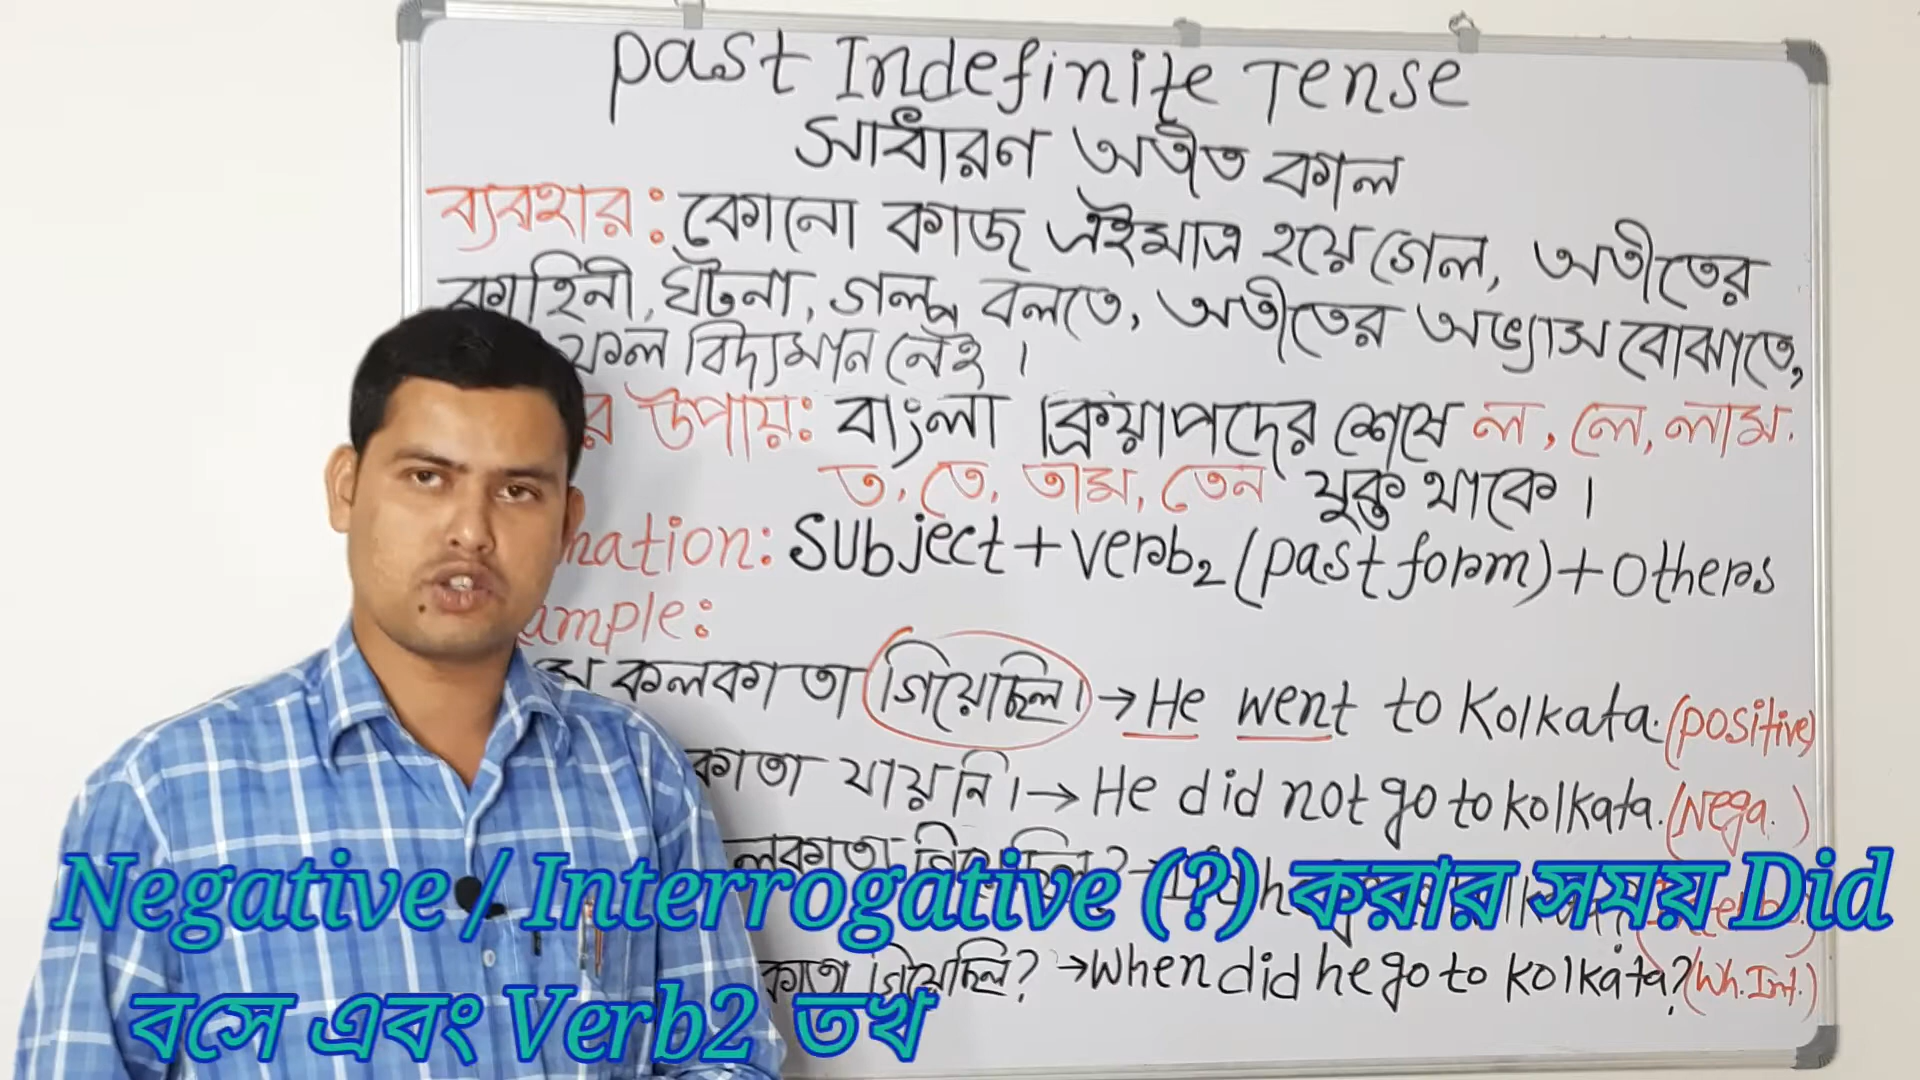 Past Indefinite Tense
সাধারণ অতীত কাল
ব্যবহার: কোনো কাজ এইমাত্র হয়ে গেল, অতীতের
কাহিনী, ঘটনা, গল্প বলতে, অতীতের অভ্যাস বোঝাতে,
ফল বিদ্যমান নেই।
উপায়: বাংলা ক্রিয়াপদের শেষে ল, লে, লাম.
ত, তে, তাম, তেন যুক্ত থাকে।
mation: Subject + Verb2 (past form) + Others
ample:
কলকাতা গিয়েছিল। → He went to Kolkata. (positive)
কাতা যায়নি। → He did not go to Kolkata. (Nega.)
লকাতা গিয়েছিল? →
কাতা গিয়েছিল? → When did he go to Kolkata? (Wh. Int.)
Negative / Interrogative (?) করার সময় Did
বসে এবং Verb2 তখ